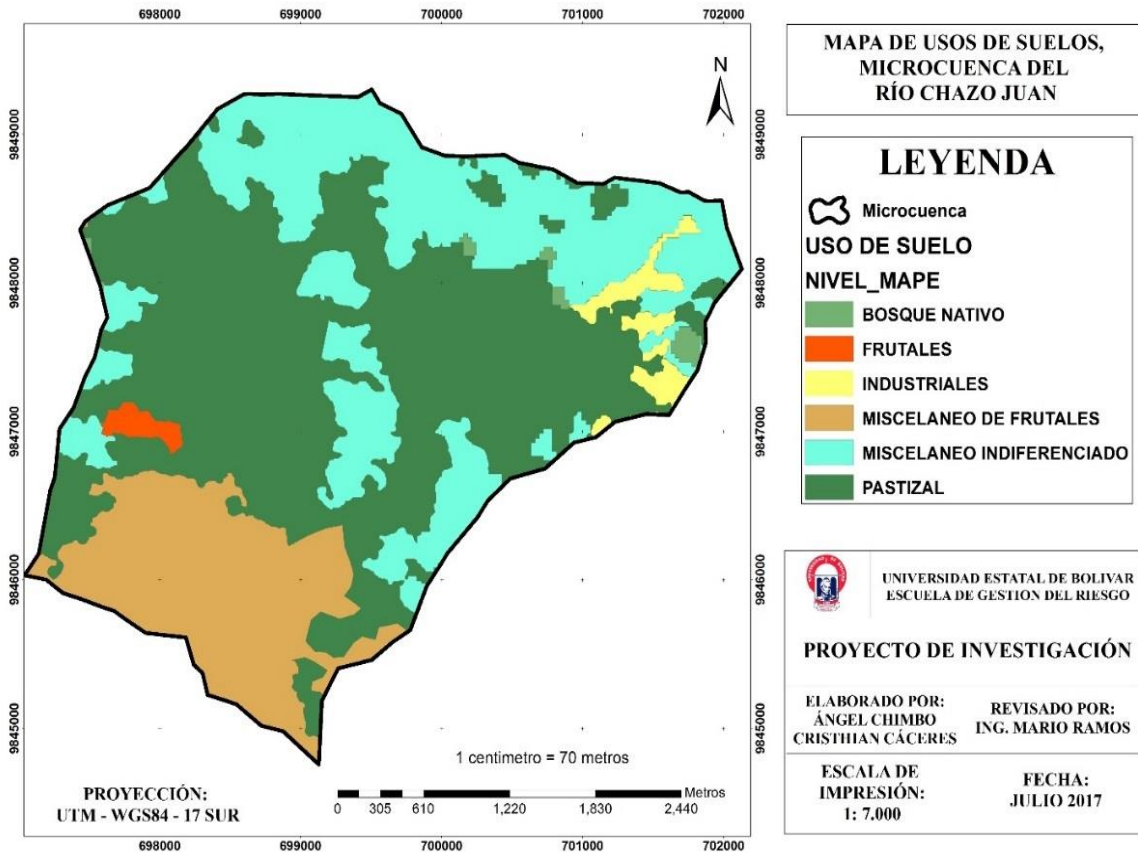 698000 699000 700000 701000 702000
9849000
9848000
9847000
9846000
9845000
N
9849000
9848000
9847000
9846000
9845000
1 centimetro = 70 metros
Metros
0 305 610 1,220 1,830 2,440
PROYECCIÓN:
UTM - WGS84 - 17 SUR
698000 699000 700000 701000 702000
MAPA DE USOS DE SUELOS,
MICROCUENCA DEL
RÍO CHAZO JUAN
LEYENDA
Microcuenca
USO DE SUELO
NIVEL_MAPE
BOSQUE NATIVO
FRUTALES
INDUSTRIALES
MISCELANEO DE FRUTALES
MISCELANEO INDIFERENCIADO
PASTIZAL
UNIVERSIDAD ESTATAL DE BOLIVAR
ESCUELA DE GESTION DEL RIESGO
PROYECTO DE INVESTIGACIÓN
ELABORADO POR:
ÁNGEL CHIMBO
CRISTHIAN CÁCERES
REVISADO POR:
ING. MARIO RAMOS
ESCALA DE
IMPRESIÓN:
1: 7.000
FECHA:
JULIO 2017